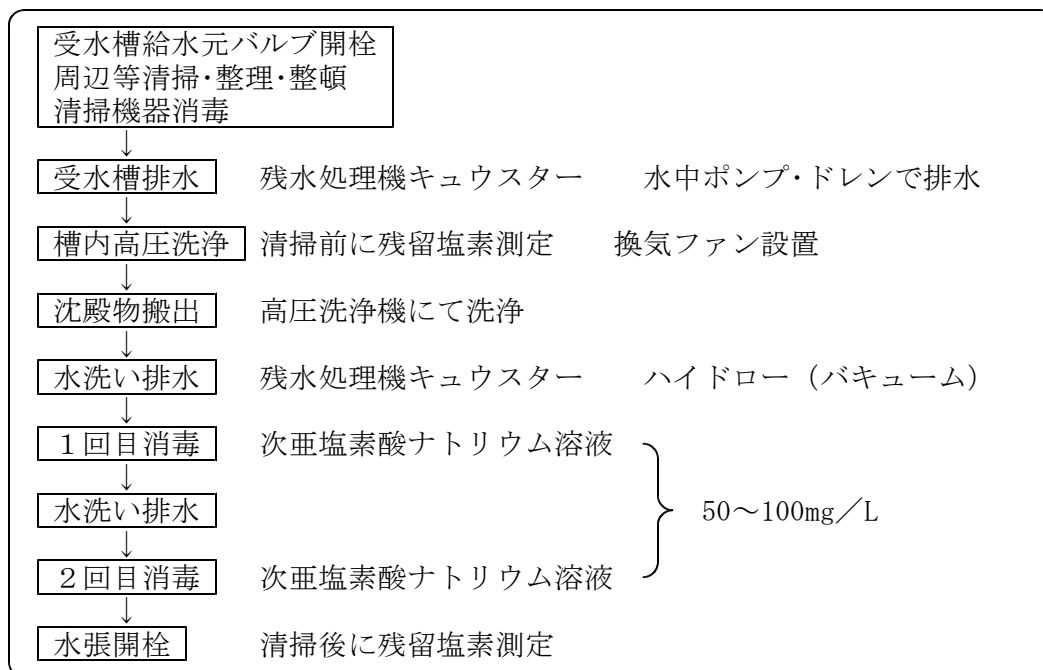 受水槽給水元バルブ開栓
周辺等清掃・整理・整頓
清掃機器消毒
↓
受水槽排水 残水処理機キュウスター 水中ポンプ・ドレンで排水
↓
槽内高圧洗浄 清掃前に残留塩素測定 換気ファン設置
↓
沈殿物搬出 高圧洗浄機にて洗浄
↓
水洗い排水 残水処理機キュウスター ハイドロー（バキューム）
↓
１回目消毒 次亜塩素酸ナトリウム溶液
↓
水洗い排水 50～100mg／L
↓
２回目消毒 次亜塩素酸ナトリウム溶液
↓
水張開栓 清掃後に残留塩素測定